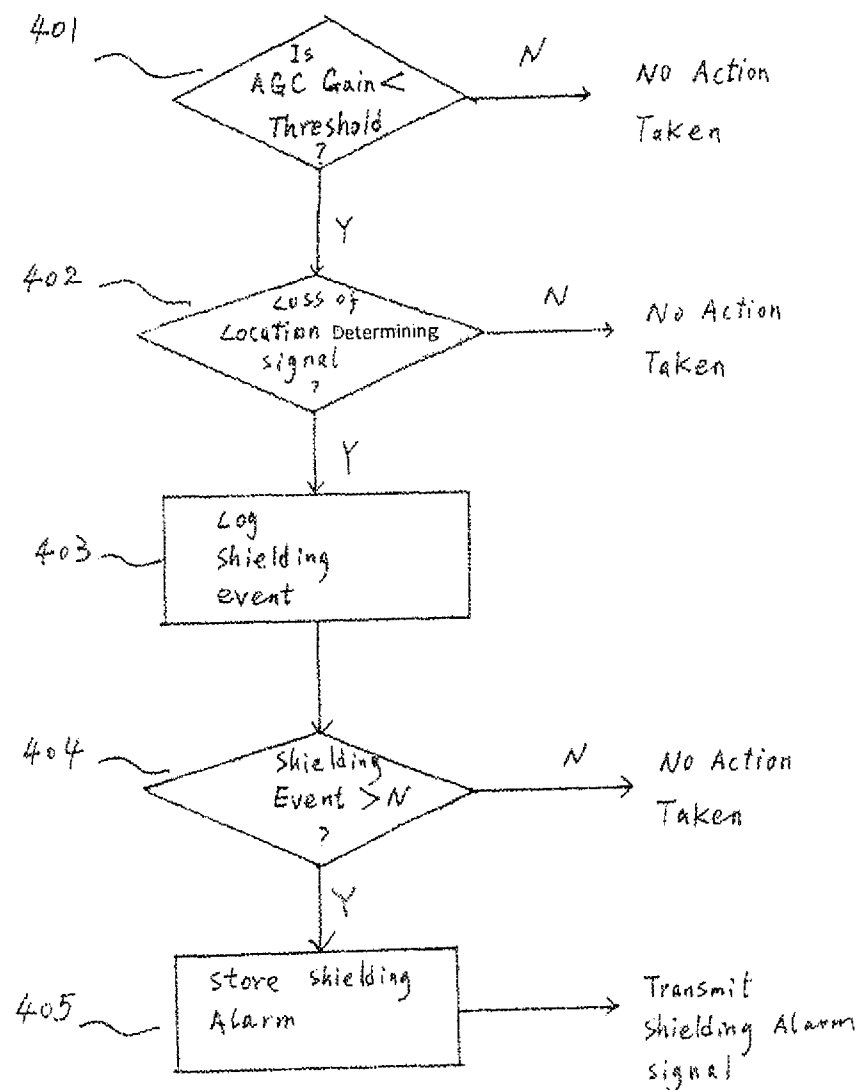 401
Is
AGC Gain <
Threshold
?
N
No Action
Taken
Y
402
Loss of
Location Determining
signal
?
N
No Action
Taken
Y
403
Log
Shielding
event
404
Shielding
Event > N
?
N
No Action
Taken
Y
405
Store Shielding
Alarm
Transmit
Shielding Alarm
signal